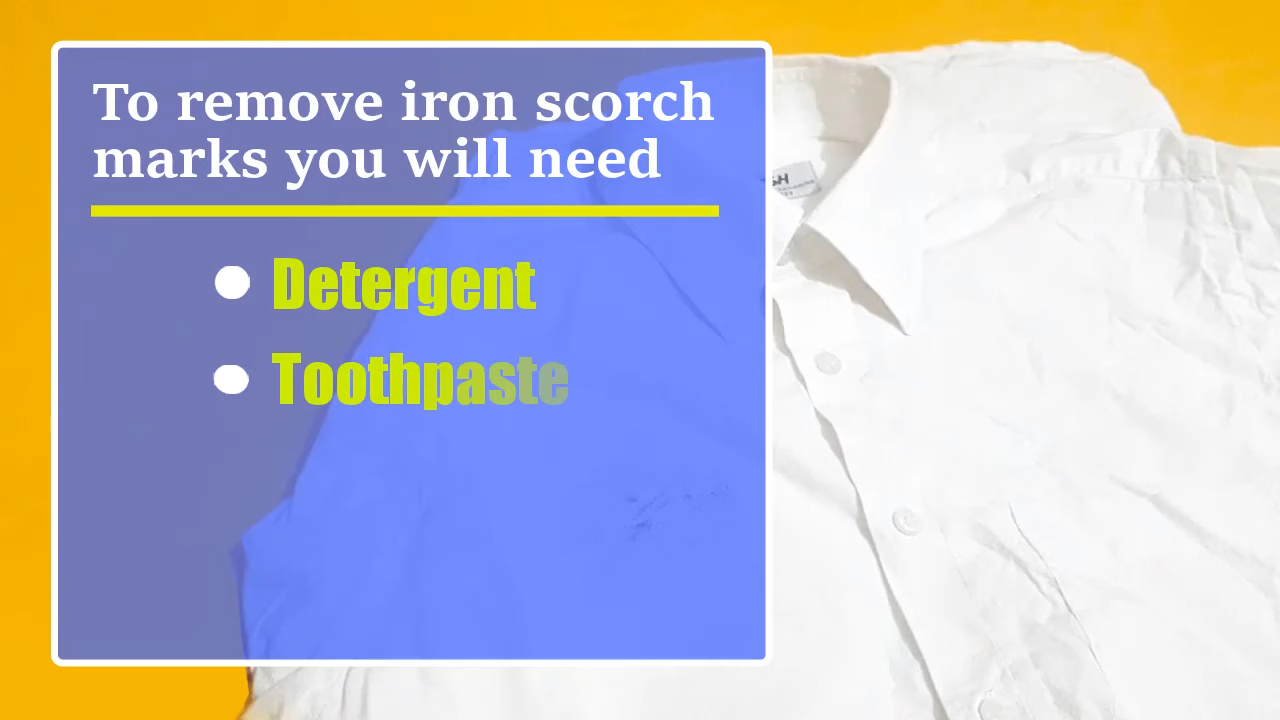 To remove iron scorch
marks you will need
Detergent
Toothpaste